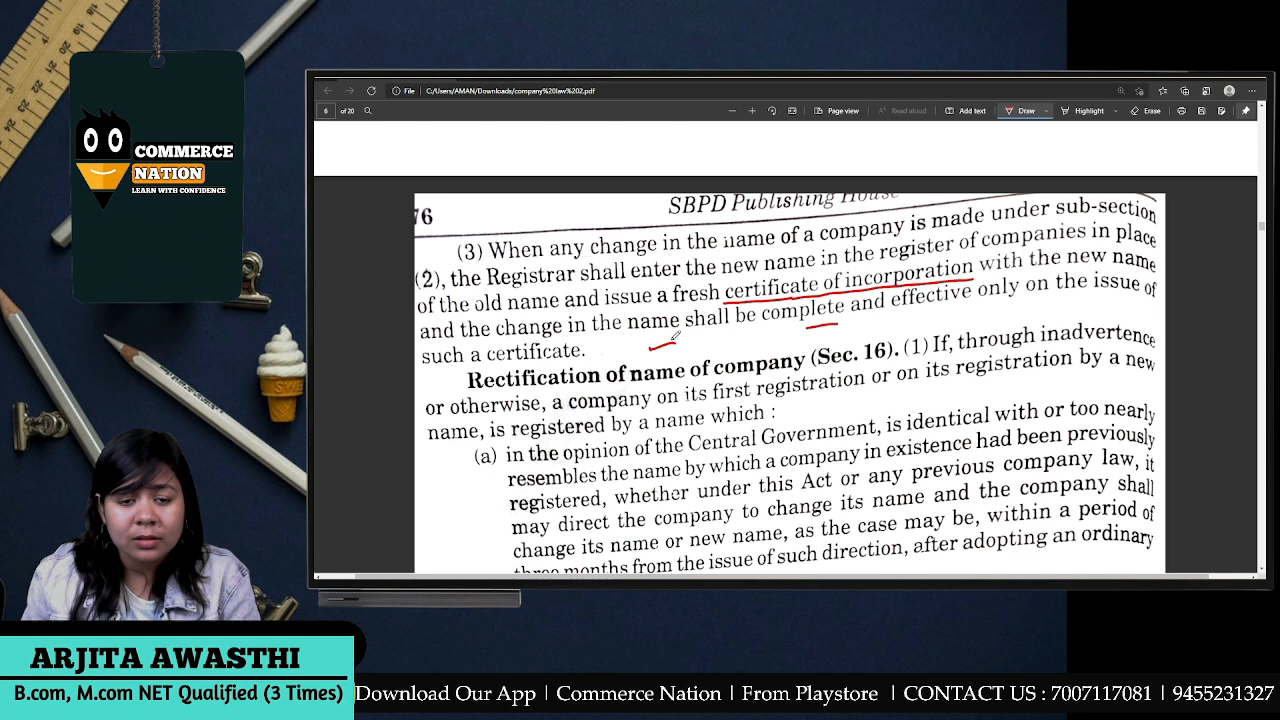 COMMERCE
NATION
LEARN WITH CONFIDENCE
File C:/Users/AMAN/Downloads/company%20law%202.pdf
6 of 20 Page view Read aloud Add text Draw Highlight Erase
76 SBPD Publishing House
(3) When any change in the name of a company is made under sub-section
(2), the Registrar shall enter the new name in the register of companies in place
of the old name and issue a fresh certificate of incorporation with the new name
and the change in the name shall be complete and effective only on the issue of
such a certificate.
Rectification of name of company (Sec. 16). (1) If, through inadvertence
or otherwise, a company on its first registration or on its registration by a new
name, is registered by a name which :
(a) in the opinion of the Central Government, is identical with or too nearly
resembles the name by which a company in existence had been previously
registered, whether under this Act or any previous company law, it
may direct the company to change its name and the company shall
change its name or new name, as the case may be, within a period of
three months from the issue of such direction, after adopting an ordinary
ARJITA AWASTHI
B.com, M.com NET Qualified (3 Times)
Download Our App | Commerce Nation | From Playstore | CONTACT US : 7007117081 | 9455231327